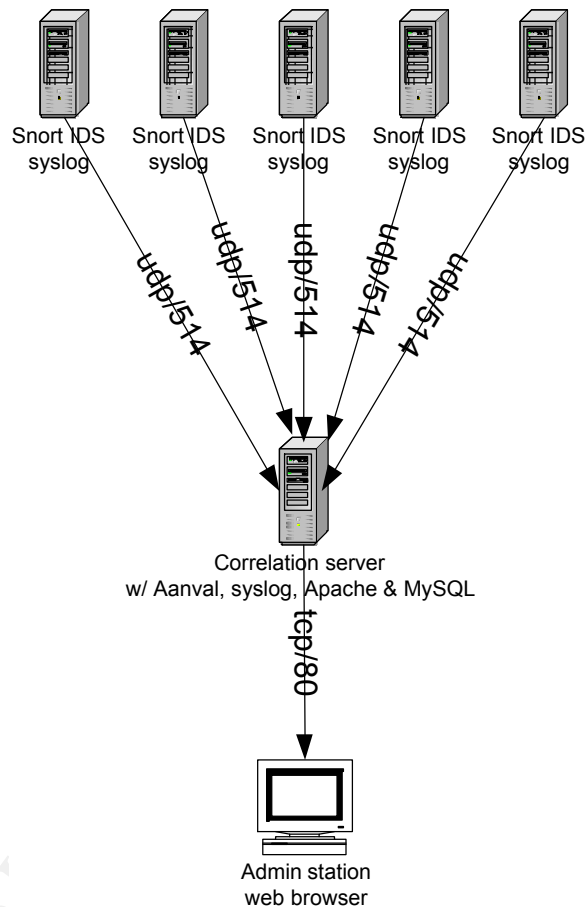 Snort IDS
syslog
Snort IDS
syslog
Snort IDS
syslog
Snort IDS
syslog
Snort IDS
syslog
udp/514
udp/514
udp/514
udp/514
udp/514
Correlation server
w/ Aanval, syslog, Apache & MySQL
tcp/80
Admin station
web browser